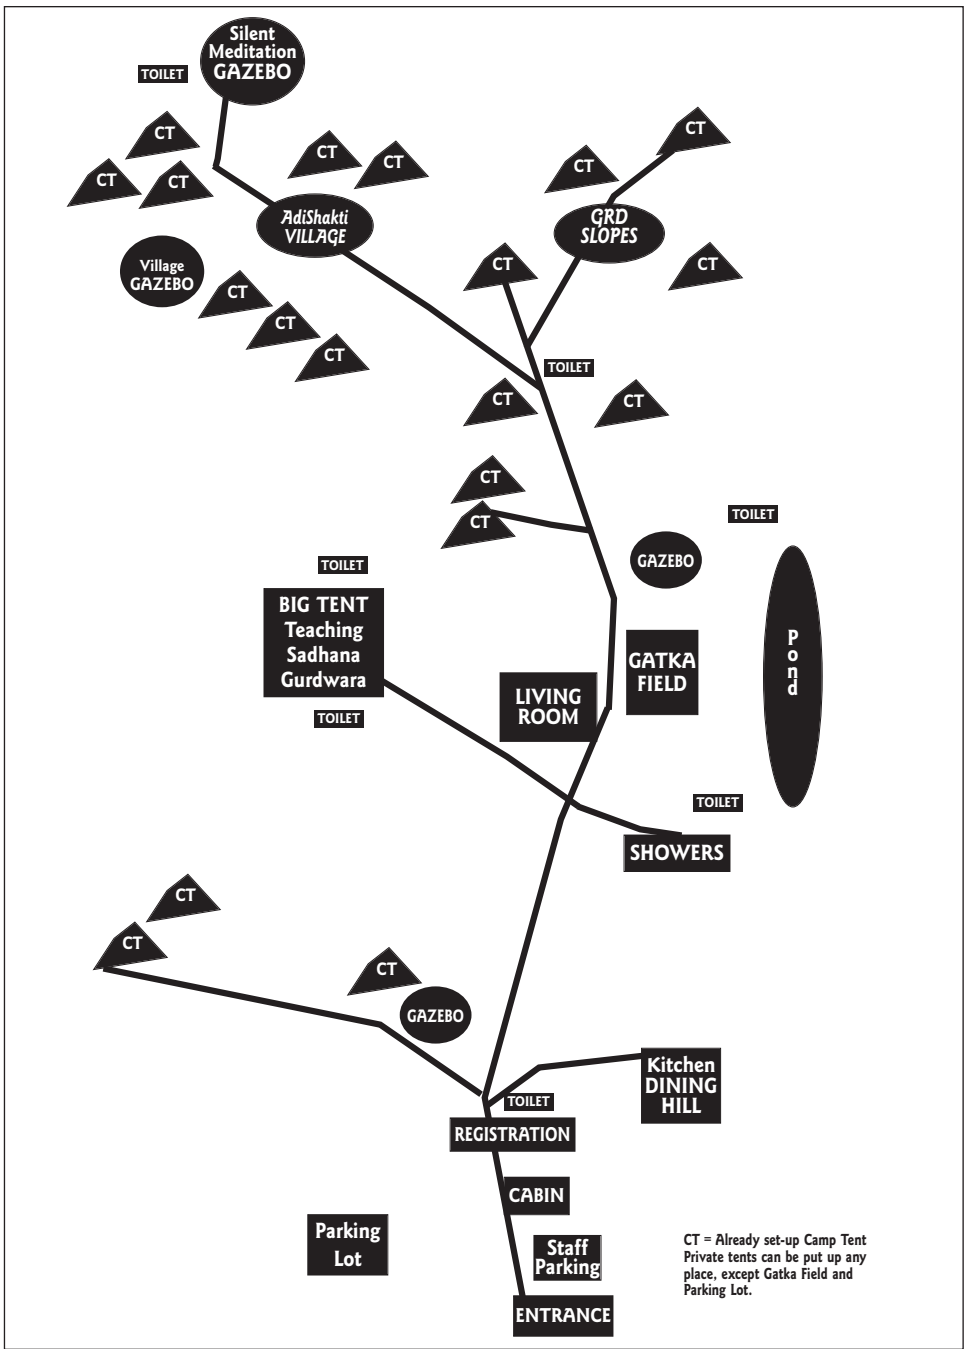 Silent
Meditation
GAZEBO
TOILET
CT
CT
CT
CT
CT
CT
CT
CT
AdiShakti
VILLAGE
GRD
SLOPES
Village
GAZEBO
CT
CT
CT
CT
CT
TOILET
CT
CT
CT
CT
TOILET
GAZEBO
TOILET
BIG TENT
Teaching
Sadhana
Gurdwara
TOILET
LIVING
ROOM
GATKA
FIELD
P
o
n
d
TOILET
SHOWERS
CT
CT
CT
GAZEBO
Kitchen
DINING
HILL
TOILET
REGISTRATION
CABIN
Parking
Lot
Staff
Parking
ENTRANCE
CT = Already set-up Camp Tent
Private tents can be put up any
place, except Gatka Field and
Parking Lot.